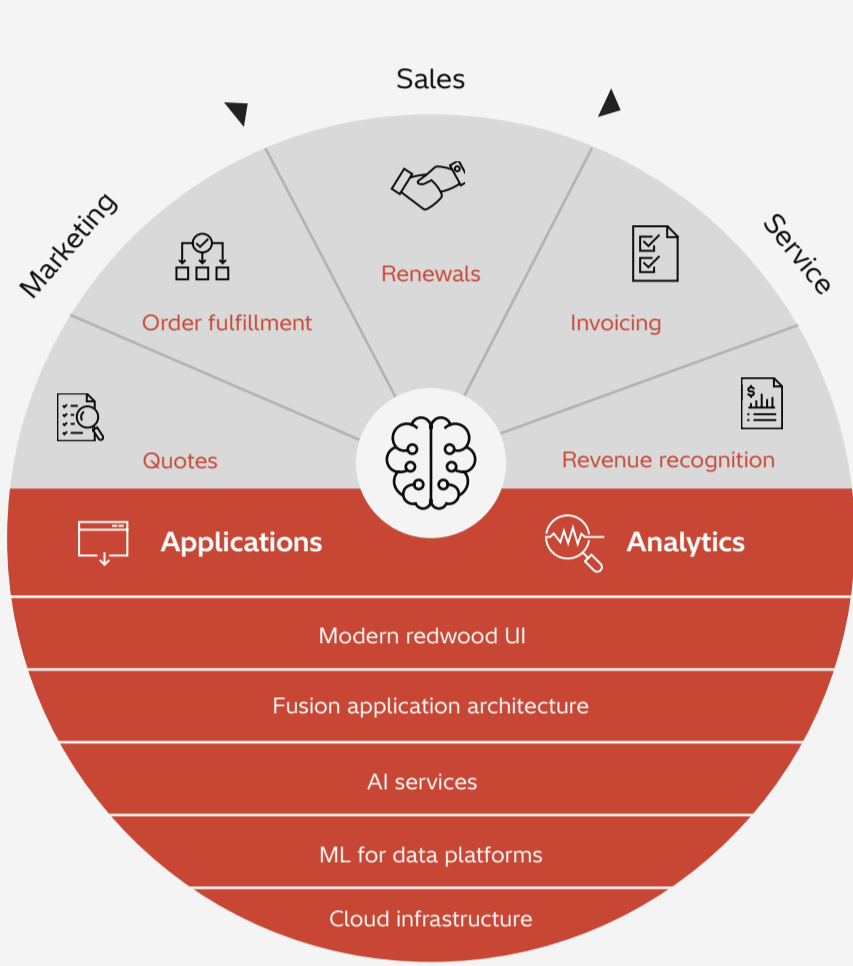 Sales
Marketing
Service
Renewals
Order fulfillment
Invoicing
Quotes
Revenue recognition
$
Applications
Analytics
Modern redwood UI
Fusion application architecture
AI services
ML for data platforms
Cloud infrastructure